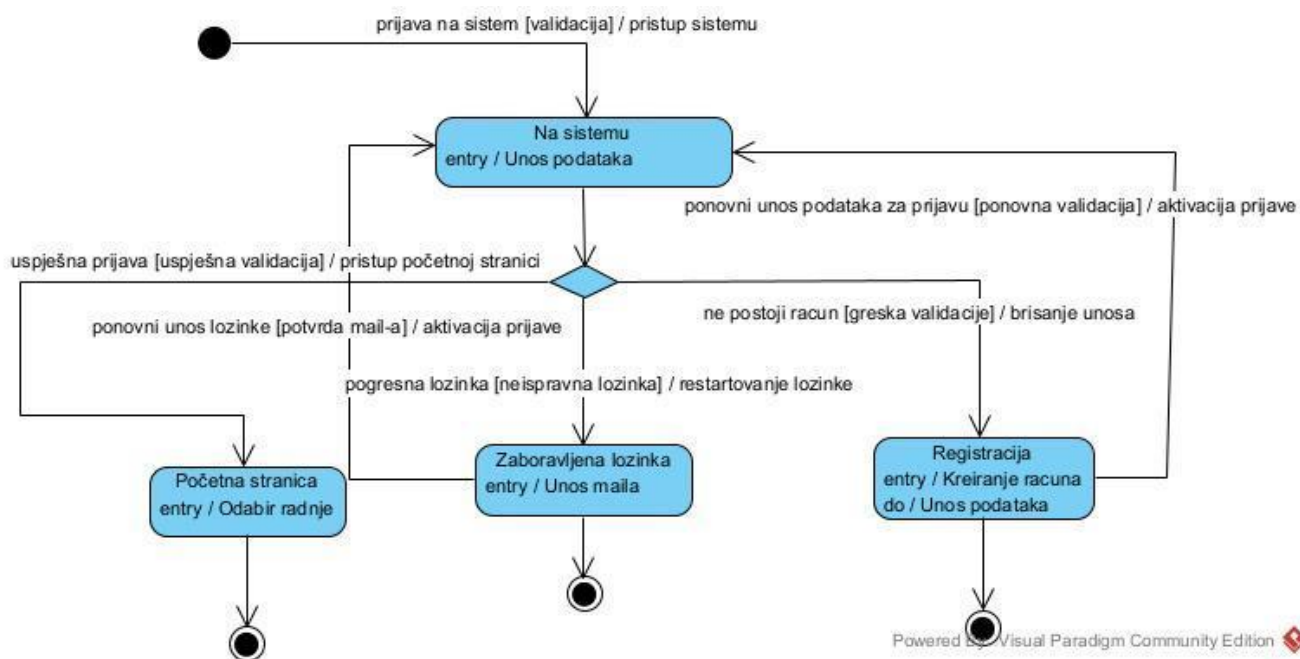 prijava na sistem [validacija] / pristup sistemu
Na sistemu
entry / Unos podataka
ponovni unos podataka za prijavu [ponovna validacija] / aktivacija prijave
uspješna prijava [uspješna validacija] / pristup početnoj stranici
ne postoji racun [greska validacije] / brisanje unosa
ponovni unos lozinke [potvrda mail-a] / aktivacija prijave
pogresna lozinka [neispravna lozinka] / restartovanje lozinke
Početna stranica
entry / Odabir radnje
Zaboravljena lozinka
entry / Unos maila
Registracija
entry / Kreiranje racuna
do / Unos podataka
Powered By Visual Paradigm Community Edition